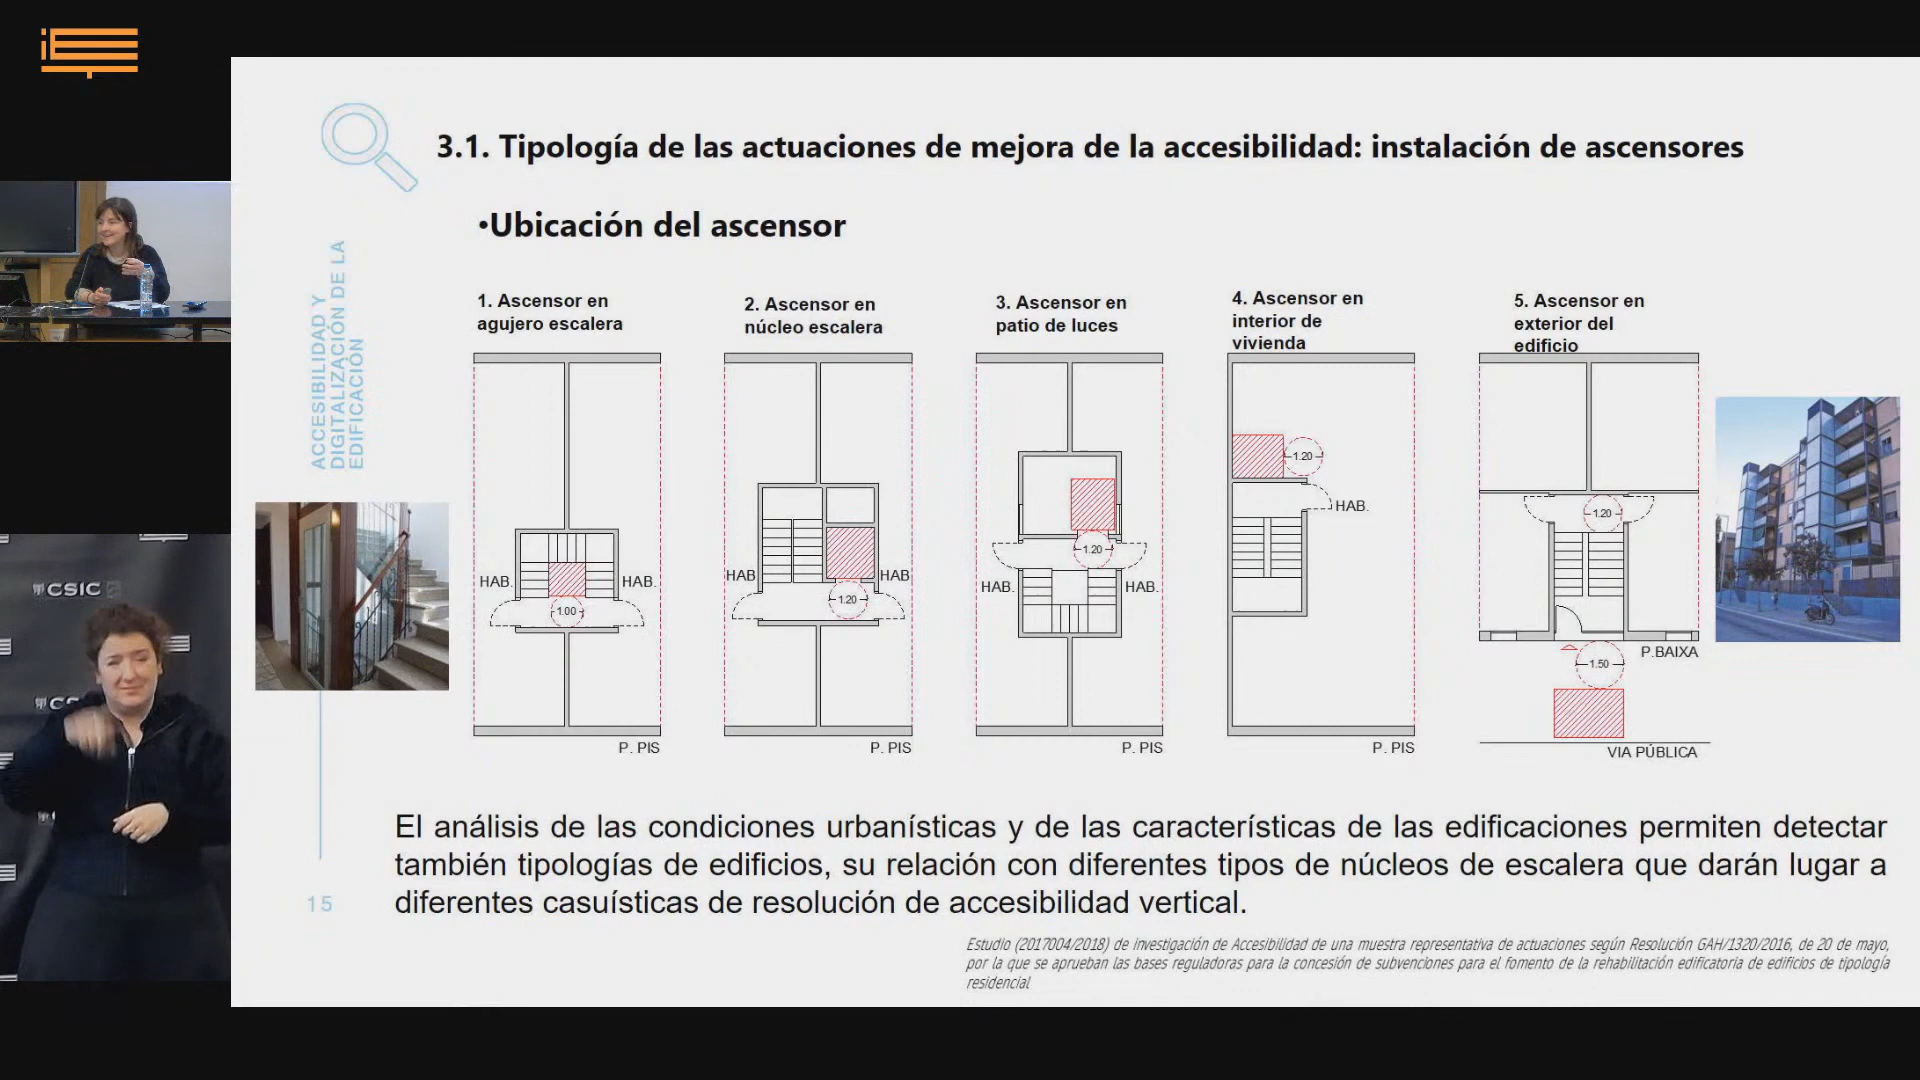 3.1. Tipología de las actuaciones de mejora de la accesibilidad: instalación de ascensores
•Ubicación del ascensor
ACCESIBILIDAD Y
DIGITALIZACIÓN DE LA
EDIFICACIÓN
1. Ascensor en
agujero escalera
2. Ascensor en
núcleo escalera
3. Ascensor en
patio de luces
4. Ascensor en
interior de
vivienda
5. Ascensor en
exterior del
edificio
HAB.
HAB.
1.00
P. PIS
HAB.
HAB.
1.20
P. PIS
1.20
HAB.
HAB.
P. PIS
1.20
HAB.
P. PIS
1.20
P.BAIXA
1.50
VIA PÚBLICA
El análisis de las condiciones urbanísticas y de las características de las edificaciones permiten detectar
también tipologías de edificios, su relación con diferentes tipos de núcleos de escalera que darán lugar a
diferentes casuísticas de resolución de accesibilidad vertical.
15
Estudio (2017004/2018) de investigación de Accesibilidad de una muestra representativa de actuaciones según Resolución GAH/1320/2016, de 20 de mayo,
por la que se aprueban las bases reguladoras para la concesión de subvenciones para el fomento de la rehabilitación edificatoria de edificios de tipología
residencial
CSIC